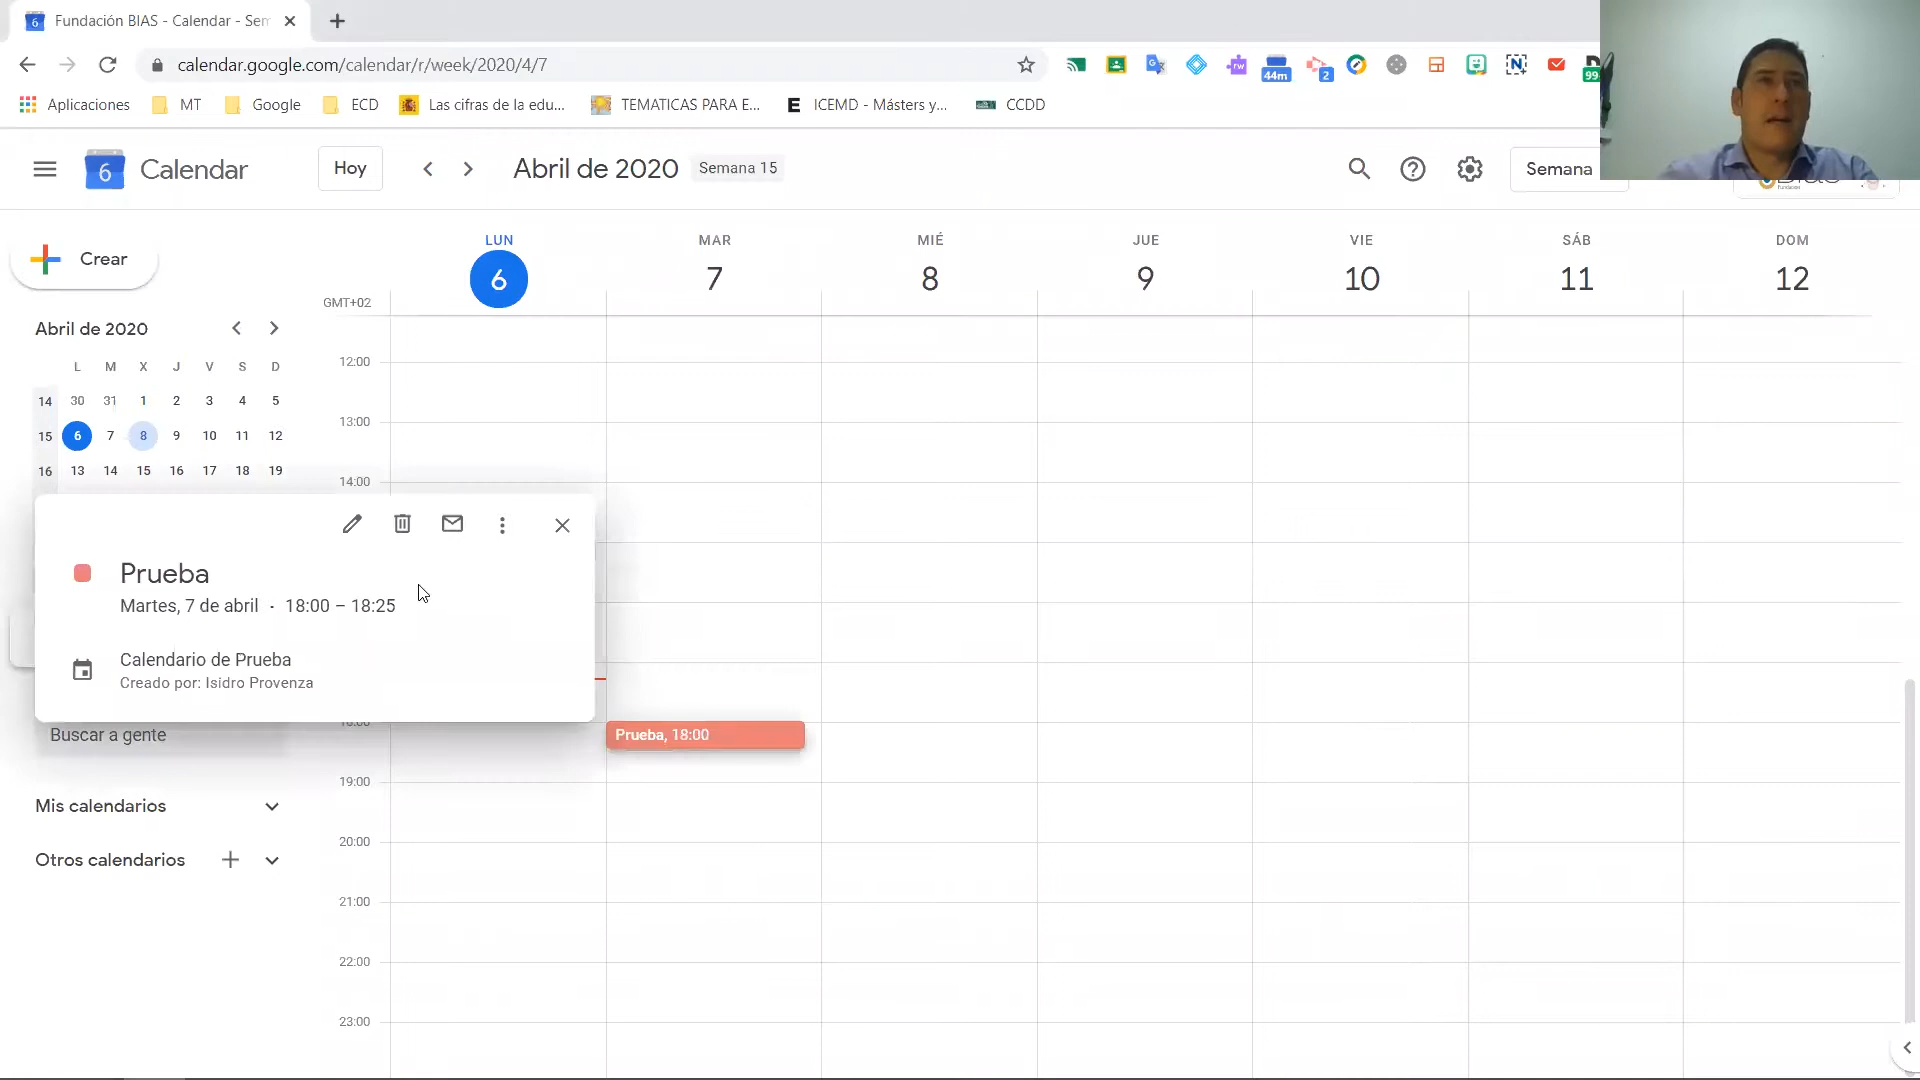 Fundación BIAS - Calendar - Sem
calendar.google.com/calendar/r/week/2020/4/7
44m
2
99
Aplicaciones
MT
Google
ECD
Las cifras de la edu...
TEMATICAS PARA E...
ICEMD - Másters y...
CCDD
6
Calendar
Hoy
Abril de 2020
Semana 15
Semana
Crear
LUN
6
MAR
7
MIÉ
8
JUE
9
VIE
10
SÁB
11
DOM
12
GMT+02
Abril de 2020
L M X J V S D
14 30 31 1 2 3 4 5
15 6 7 8 9 10 11 12
16 13 14 15 16 17 18 19
12:00
13:00
14:00
Prueba
Martes, 7 de abril · 18:00 – 18:25
Calendario de Prueba
Creado por: Isidro Provenza
Prueba, 18:00
Buscar a gente
19:00
Mis calendarios
20:00
Otros calendarios
21:00
22:00
23:00